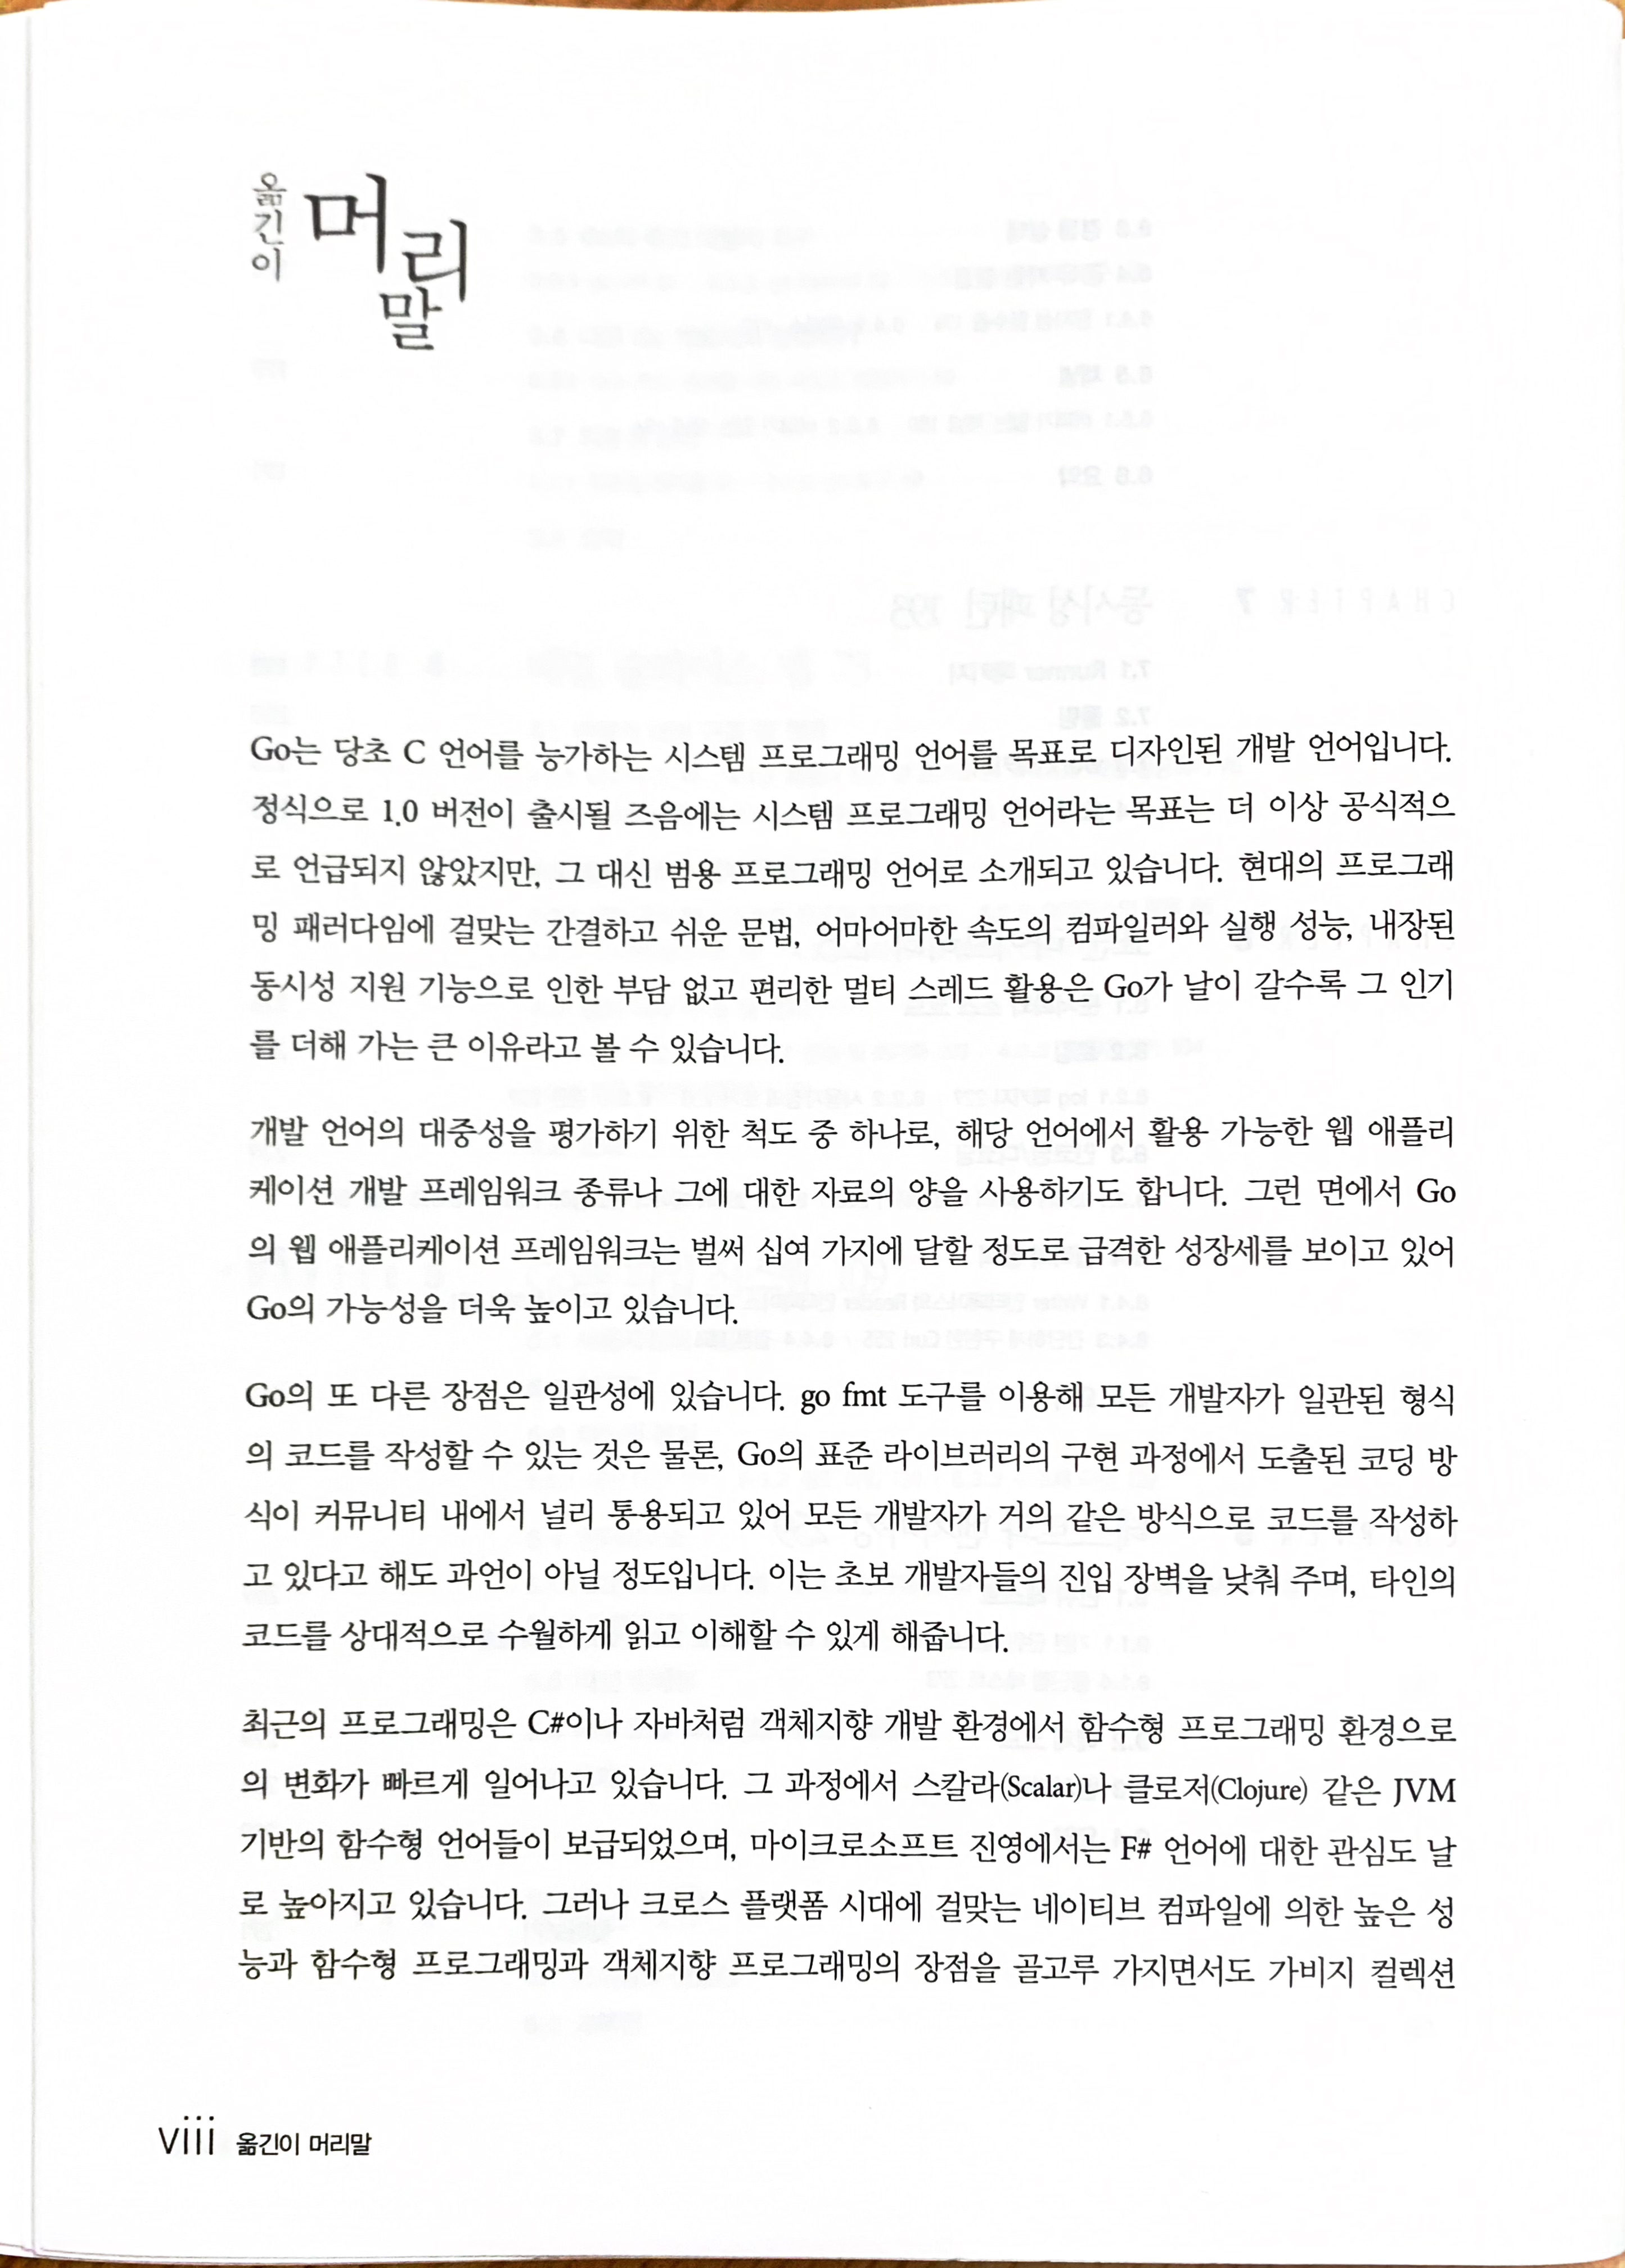 옮긴이
머리말
Go는 당초 C 언어를 능가하는 시스템 프로그래밍 언어를 목표로 디자인된 개발 언어입니다.
정식으로 1.0 버전이 출시될 즈음에는 시스템 프로그래밍 언어라는 목표는 더 이상 공식적으
로 언급되지 않았지만, 그 대신 범용 프로그래밍 언어로 소개되고 있습니다. 현대의 프로그래
밍 패러다임에 걸맞는 간결하고 쉬운 문법, 어마어마한 속도의 컴파일러와 실행 성능, 내장된
동시성 지원 기능으로 인한 부담 없고 편리한 멀티 스레드 활용은 Go가 날이 갈수록 그 인기
를 더해 가는 큰 이유라고 볼 수 있습니다.
개발 언어의 대중성을 평가하기 위한 척도 중 하나로, 해당 언어에서 활용 가능한 웹 애플리
케이션 개발 프레임워크 종류나 그에 대한 자료의 양을 사용하기도 합니다. 그런 면에서 Go
의 웹 애플리케이션 프레임워크는 벌써 십여 가지에 달할 정도로 급격한 성장세를 보이고 있어
Go의 가능성을 더욱 높이고 있습니다.
Go의 또 다른 장점은 일관성에 있습니다. go fmt 도구를 이용해 모든 개발자가 일관된 형식
의 코드를 작성할 수 있는 것은 물론, Go의 표준 라이브러리의 구현 과정에서 도출된 코딩 방
식이 커뮤니티 내에서 널리 통용되고 있어 모든 개발자가 거의 같은 방식으로 코드를 작성하
고 있다고 해도 과언이 아닐 정도입니다. 이는 초보 개발자들의 진입 장벽을 낮춰 주며, 타인의
코드를 상대적으로 수월하게 읽고 이해할 수 있게 해줍니다.
최근의 프로그래밍은 C#이나 자바처럼 객체지향 개발 환경에서 함수형 프로그래밍 환경으로
의 변화가 빠르게 일어나고 있습니다. 그 과정에서 스칼라(Scalar)나 클로저(Clojure) 같은 JVM
기반의 함수형 언어들이 보급되었으며, 마이크로소프트 진영에서는 F# 언어에 대한 관심도 날
로 높아지고 있습니다. 그러나 크로스 플랫폼 시대에 걸맞는 네이티브 컴파일에 의한 높은 성
능과 함수형 프로그래밍과 객체지향 프로그래밍의 장점을 골고루 가지면서도 가비지 컬렉션
viii 옮긴이 머리말